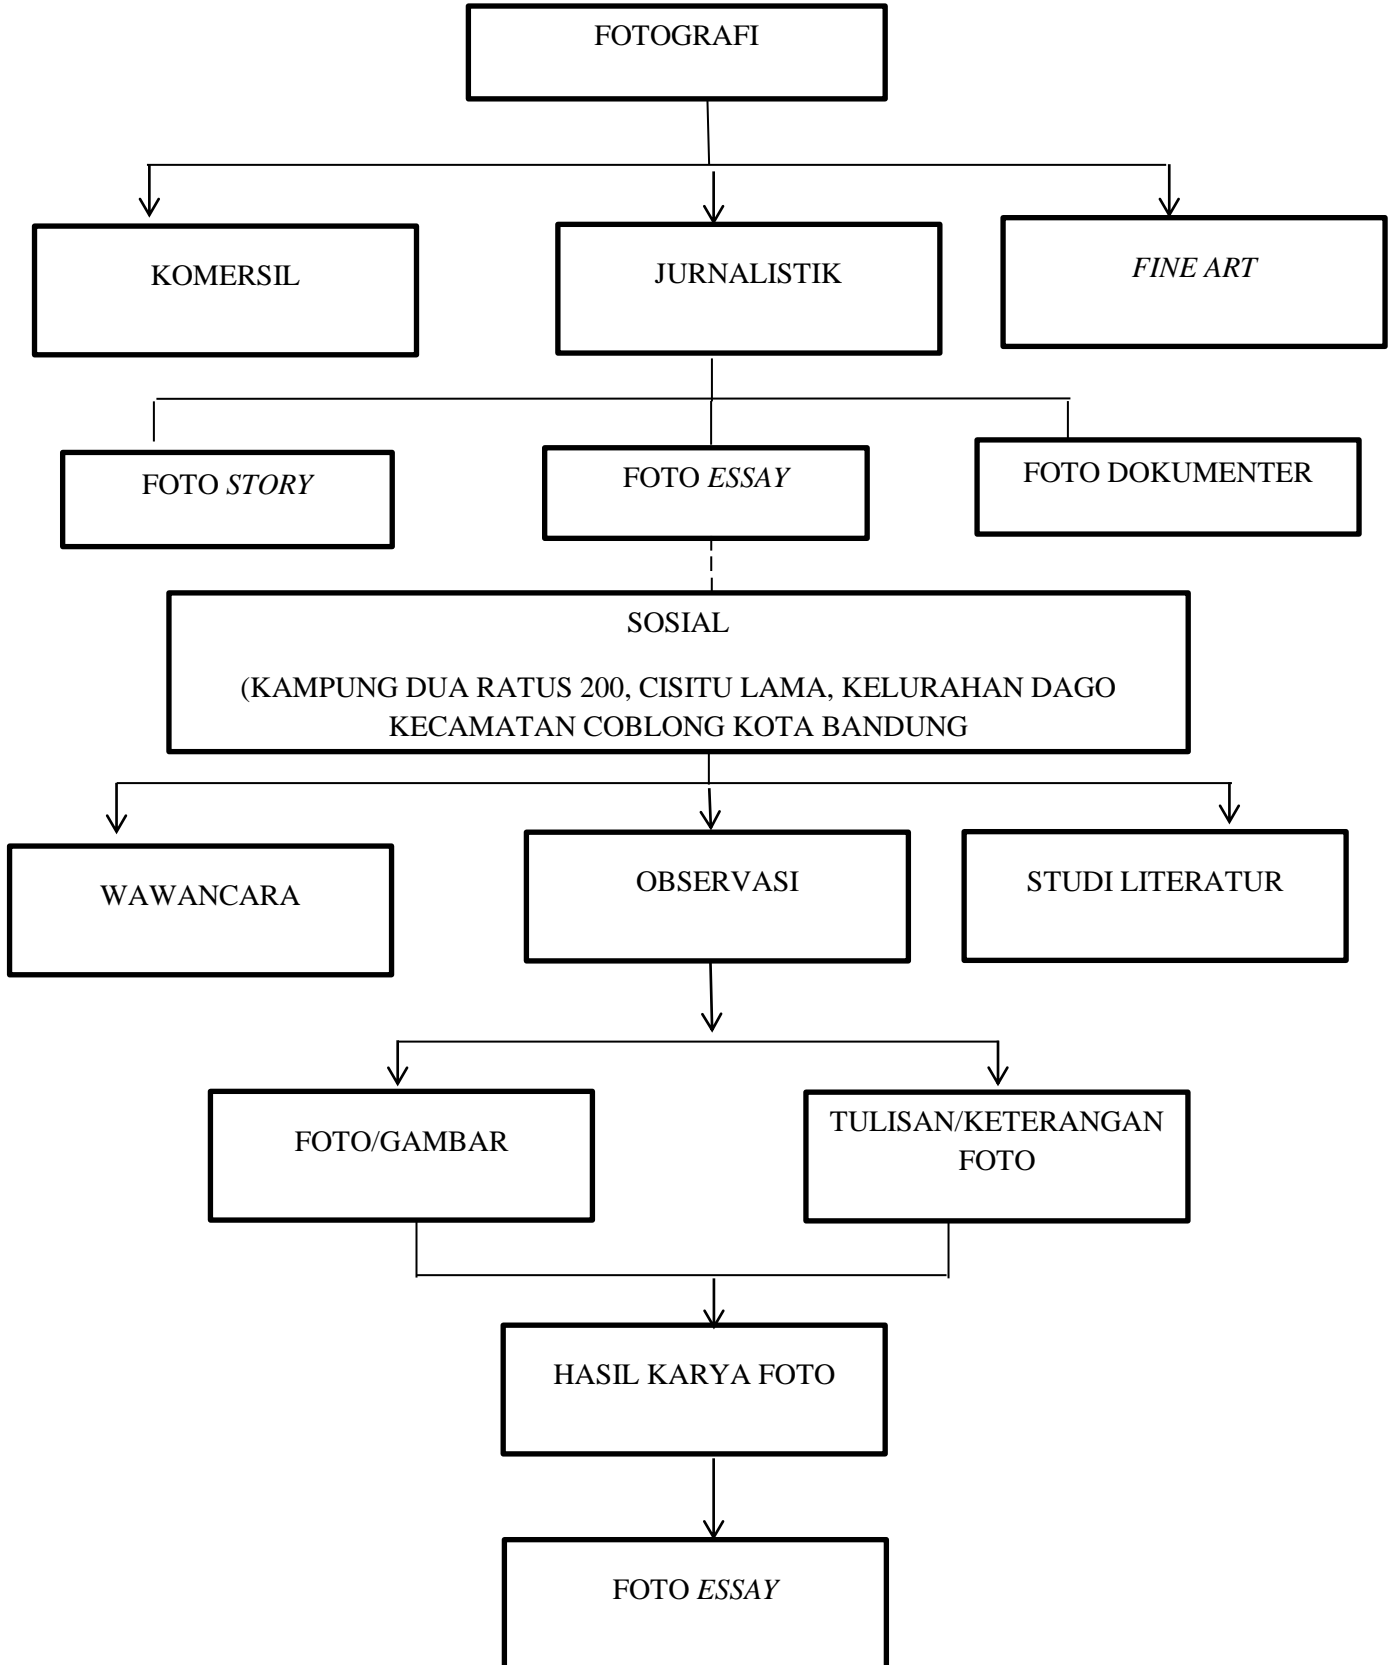 FOTOGRAFI
KOMERSIL
JURNALISTIK
FINE ART
FOTO STORY
FOTO ESSAY
FOTO DOKUMENTER
SOSIAL
(KAMPUNG DUA RATUS 200, CISITU LAMA, KELURAHAN DAGO
KECAMATAN COBLONG KOTA BANDUNG
WAWANCARA
OBSERVASI
STUDI LITERATUR
FOTO/GAMBAR
TULISAN/KETERANGAN
FOTO
HASIL KARYA FOTO
FOTO ESSAY